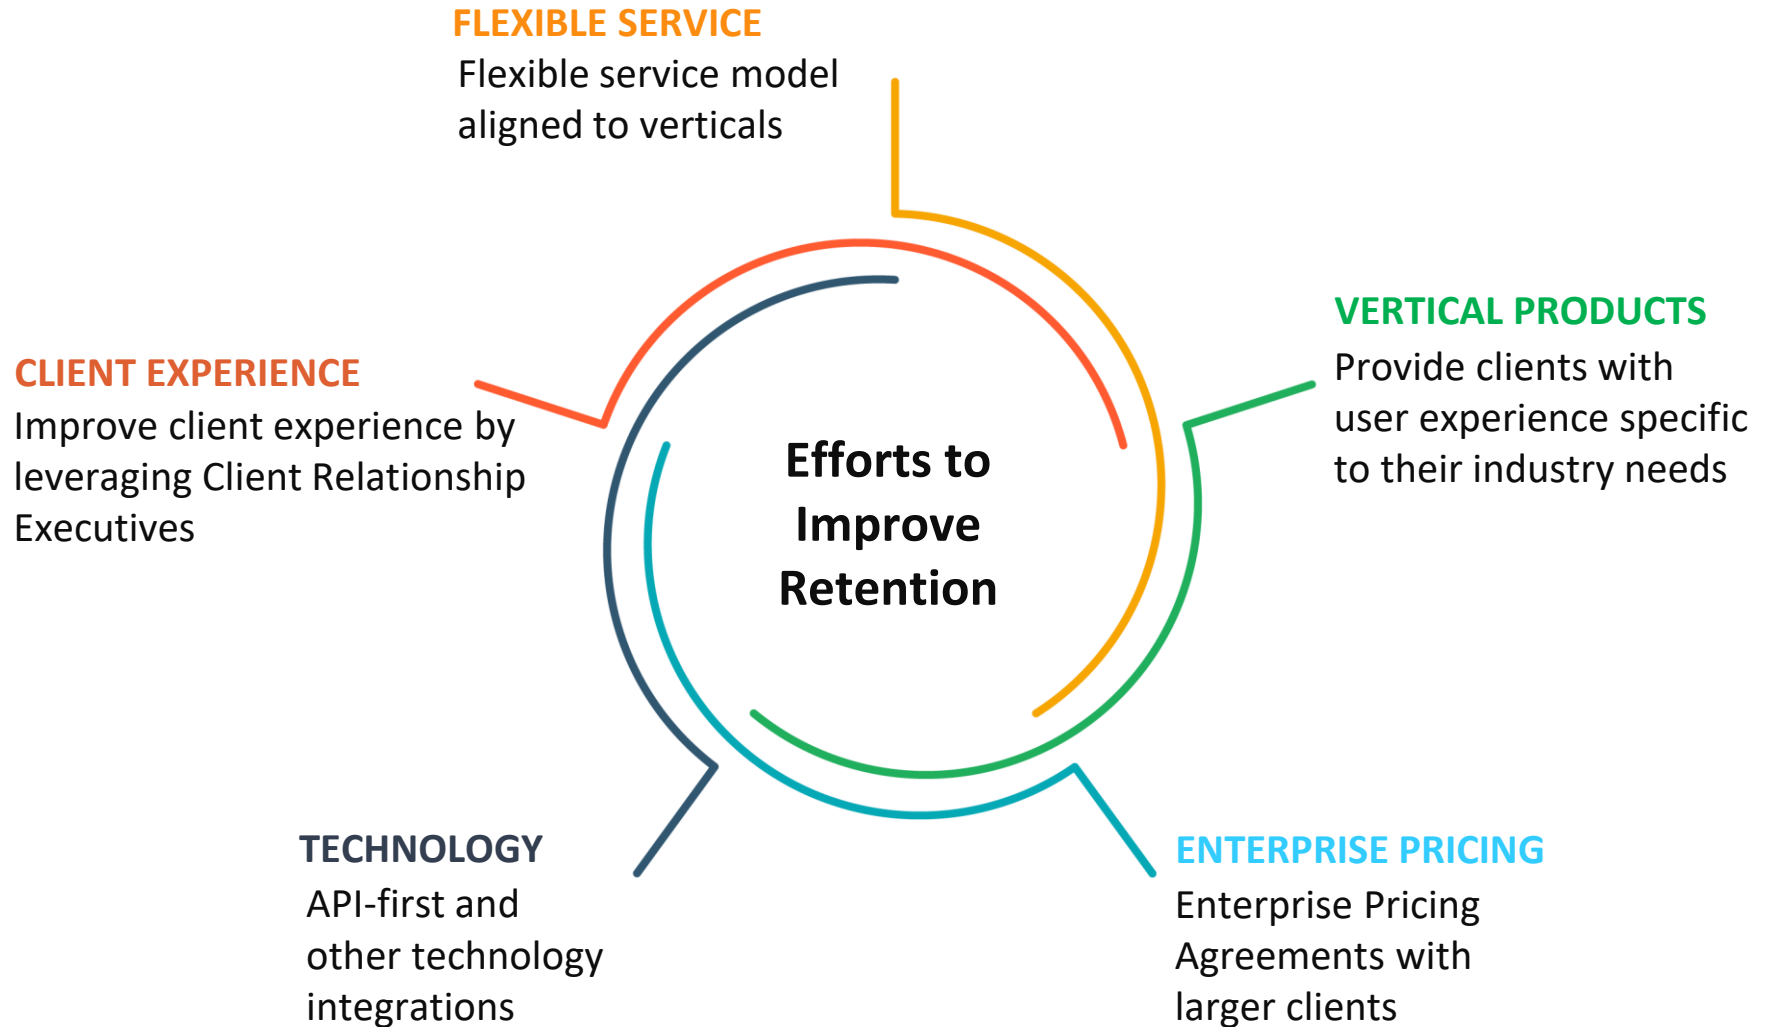 FLEXIBLE SERVICE
Flexible service model
aligned to verticals
CLIENT EXPERIENCE
Improve client experience by
leveraging Client Relationship
Executives
Efforts to
Improve
Retention
VERTICAL PRODUCTS
Provide clients with
user experience specific
to their industry needs
TECHNOLOGY
API-first and
other technology
integrations
ENTERPRISE PRICING
Enterprise Pricing
Agreements with
larger clients